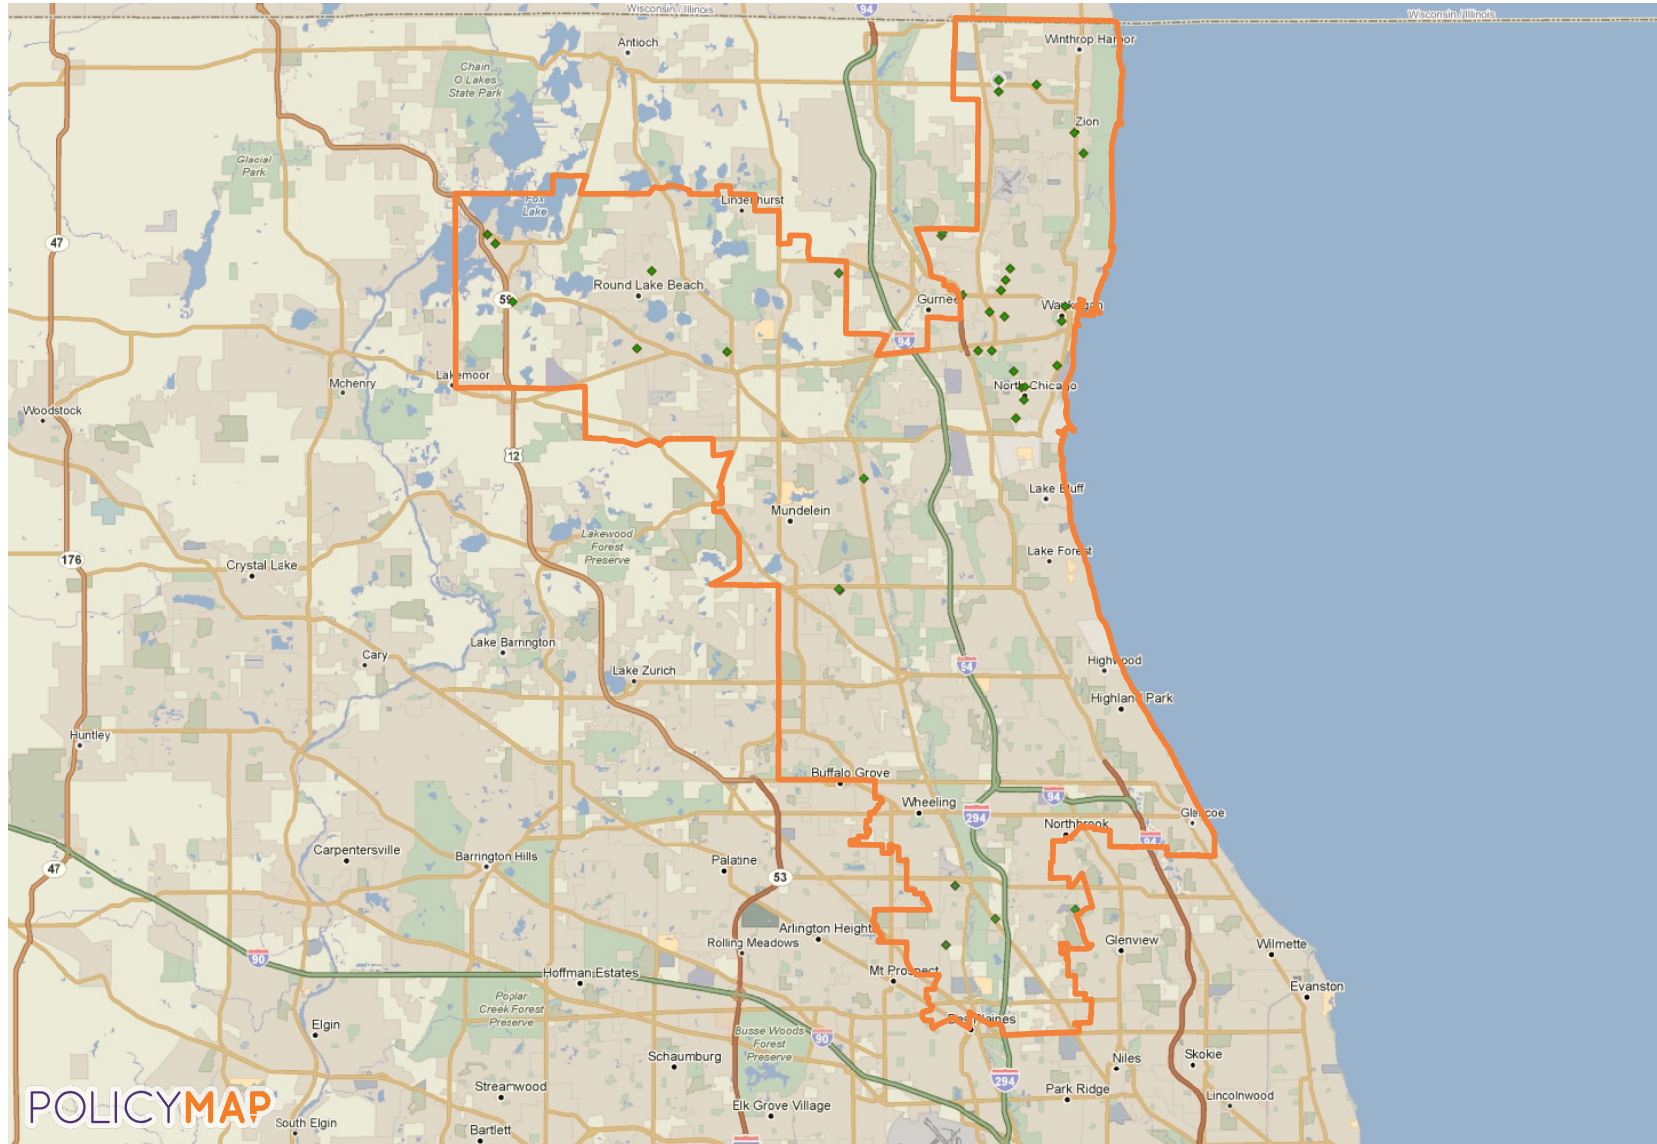 Wisconsin / Illinois
94
Wisconsin / Illinois
Antioch
Winthrop Harbor
Chain
O Lakes
State Park
Zion
Glacial
Park
Fox
Lake
Lindenhurst
47
Round Lake Beach
59
Gurnee
Waukegan
94
Mchenry
Lakemoor
North Chicago
Woodstock
12
Lake Bluff
Mundelein
Lakewood
Forest
Preserve
Lake Forest
176
Crystal Lake
Lake Barrington
Cary
Lake Zurich
94
Highwood
Highland Park
Huntley
Buffalo Grove
Wheeling
94
294
Northbrook
Glencoe
94
Carpentersville
Barrington Hills
Palatine
47
53
Arlington Heights
Rolling Meadows
Glenview
Wilmette
90
Hoffman Estates
Mt Prospect
Evanston
Poplar
Creek Forest
Preserve
Elgin
Des Plaines
Busse Woods
Forest
Preserve
90
Schaumburg
Niles
Skokie
294
Streamwood
Park Ridge
Lincolnwood
POLICYMAP
Elk Grove Village
South Elgin
Bartlett